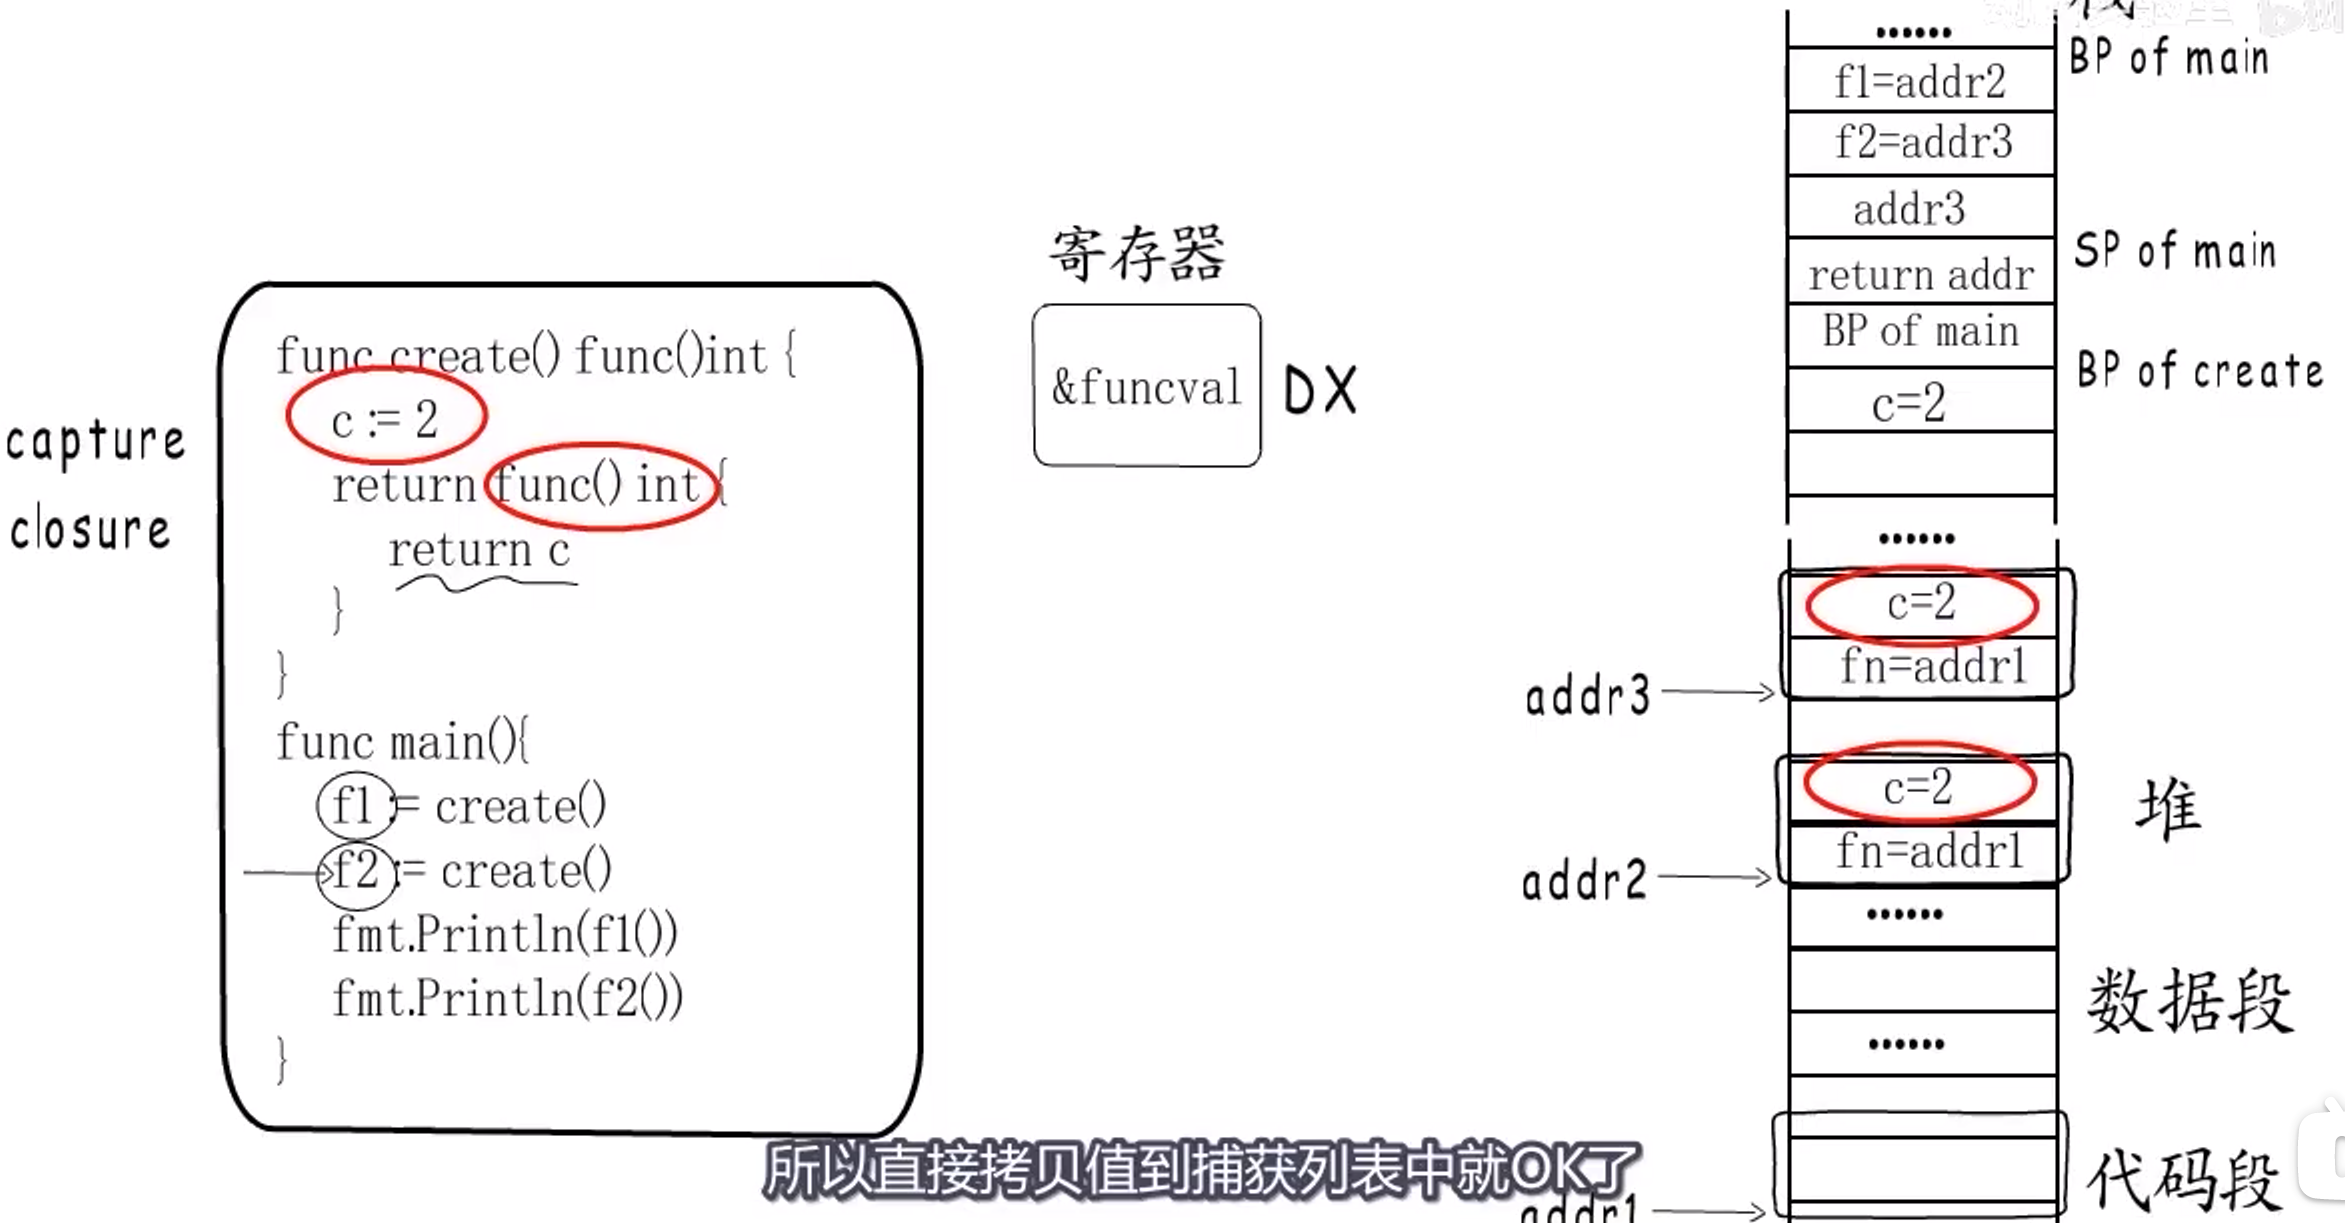 capture
closure
func create() func()int {
c := 2
return func() int {
return c
}
}
func main(){
f1 := create()
f2 := create()
fmt.Println(f1())
fmt.Println(f2())
}
寄存器
&funcval
DX
......
f1=addr2
f2=addr3
addr3
return addr
BP of main
c=2
......
BP of main
SP of main
BP of create
c=2
fn=addr1
addr3
c=2
fn=addr1
addr2
堆
......
数据段
......
代码段
addr1
所以直接拷贝值到捕获列表中就OK了